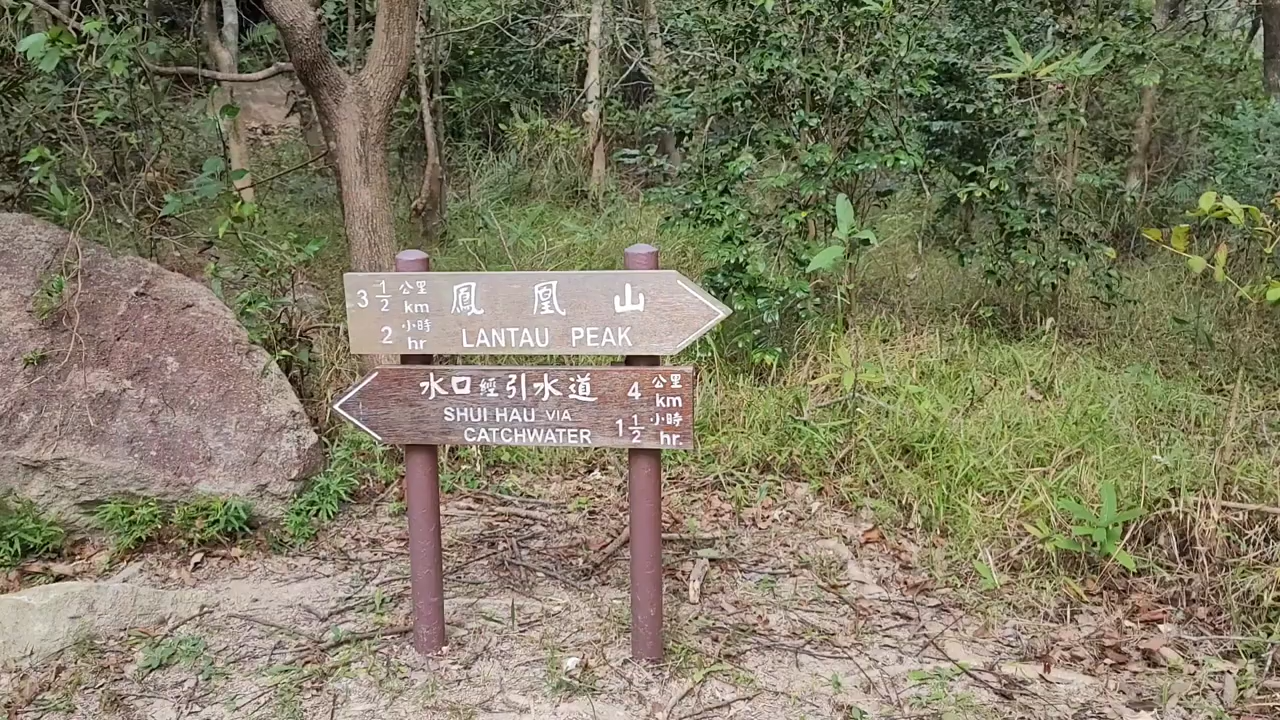 3 1/2 公里 km 鳳凰山
2 小時 hr LANTAU PEAK
水口經引水道 4 公里 km
SHUI HAU VIA
CATCHWATER 1 1/2 小時 hr